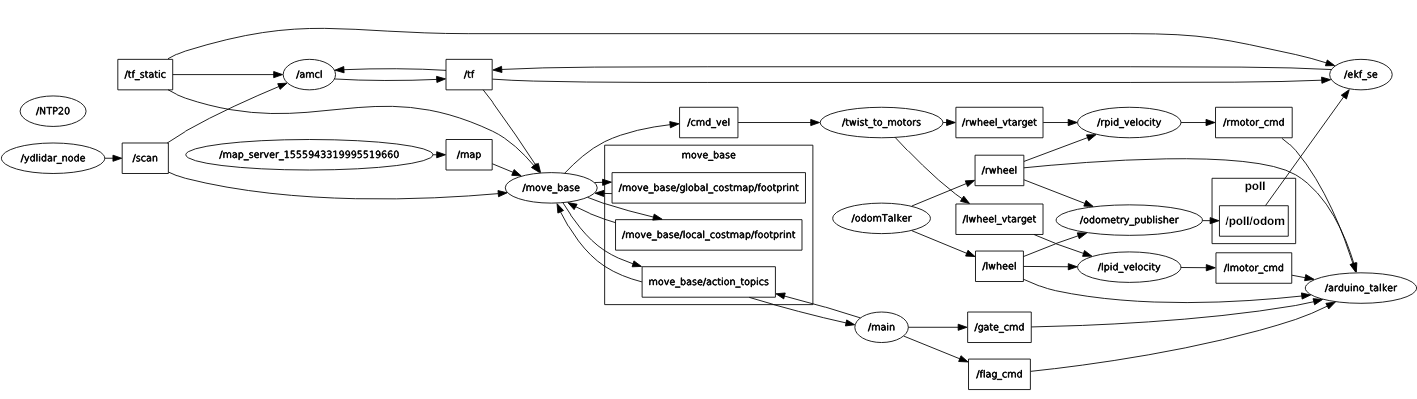 /tf_static
/amcl
/tf
/ekf_se
/NTP20
/ydlidar_node
/scan
/map_server_1555943319995519660
/map
/move_base
/cmd_vel
/twist_to_motors
/rwheel_vtarget
/rpid_velocity
/rmotor_cmd
move_base
/move_base/global_costmap/footprint
/move_base/local_costmap/footprint
move_base/action_topics
/odomTalker
/rwheel
/lwheel_vtarget
/lwheel
/odometry_publisher
poll
/poll/odom
/lpid_velocity
/lmotor_cmd
/arduino_talker
/main
/gate_cmd
/flag_cmd